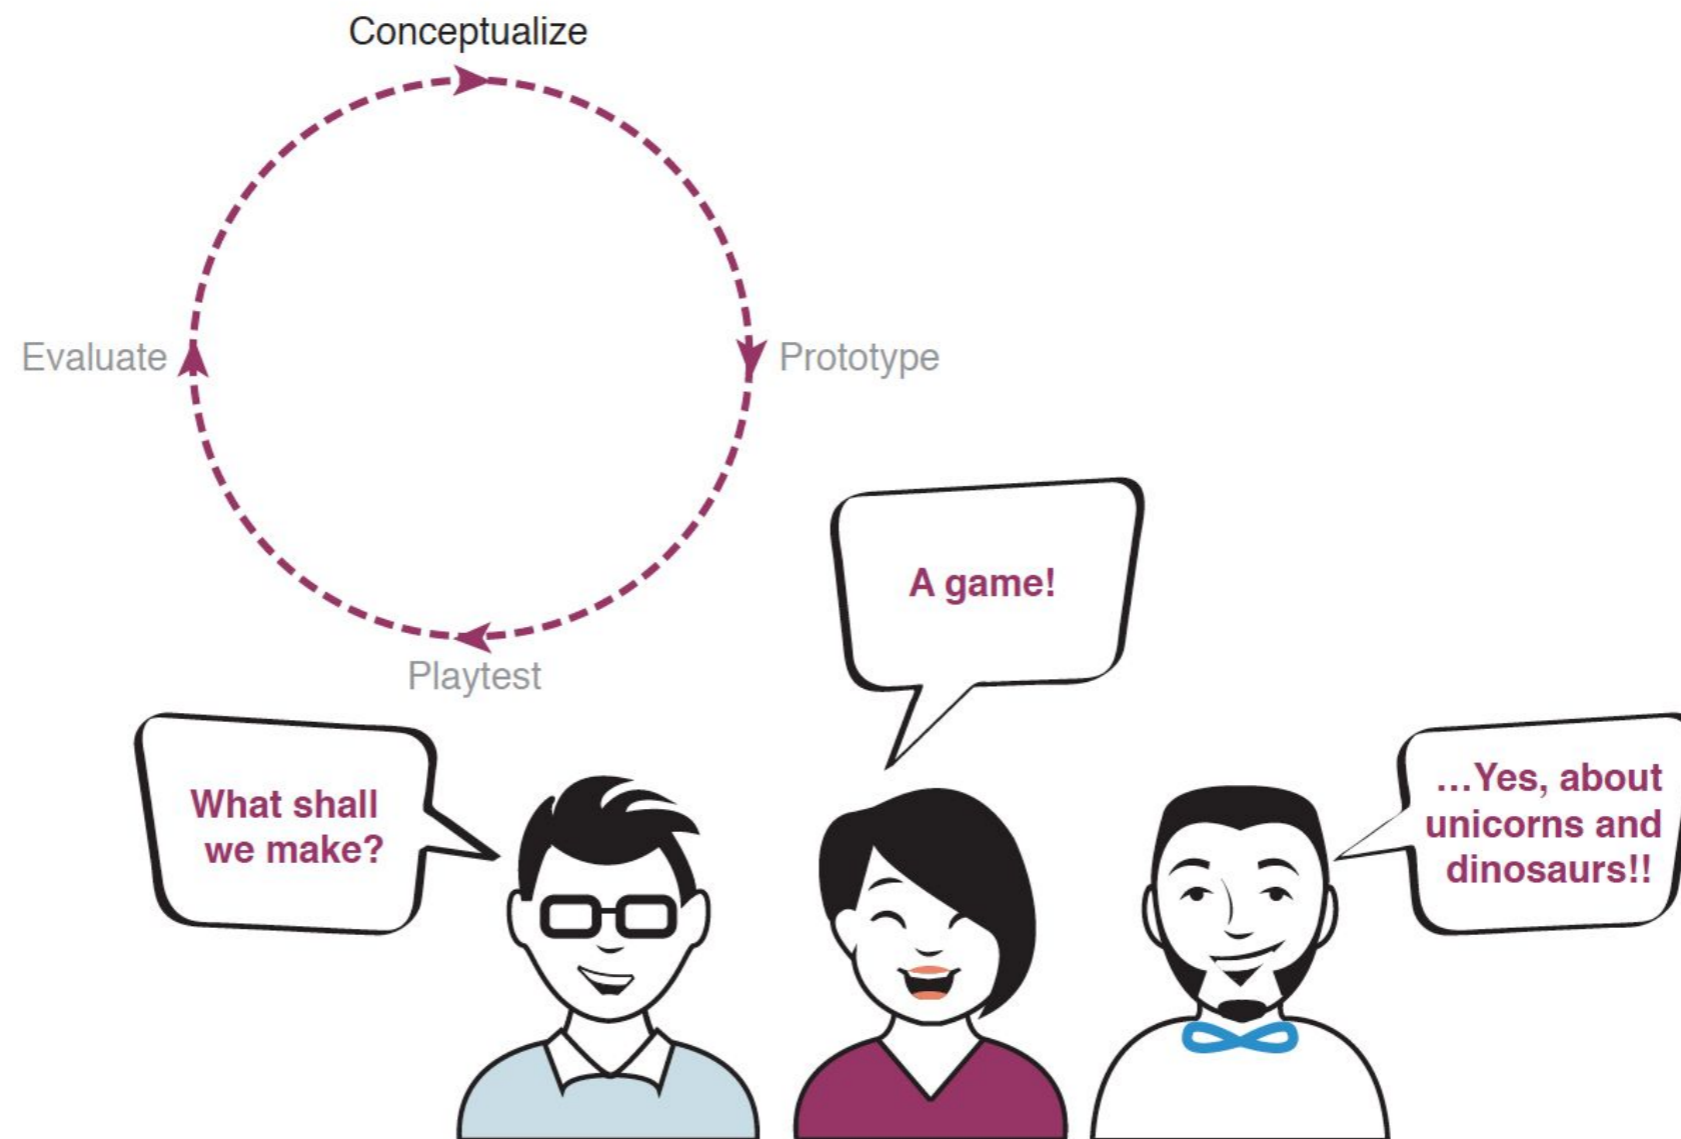 Conceptualize
Evaluate
Prototype
Playtest
A game!
What shall
we make?
...Yes, about
unicorns and
dinosaurs!!